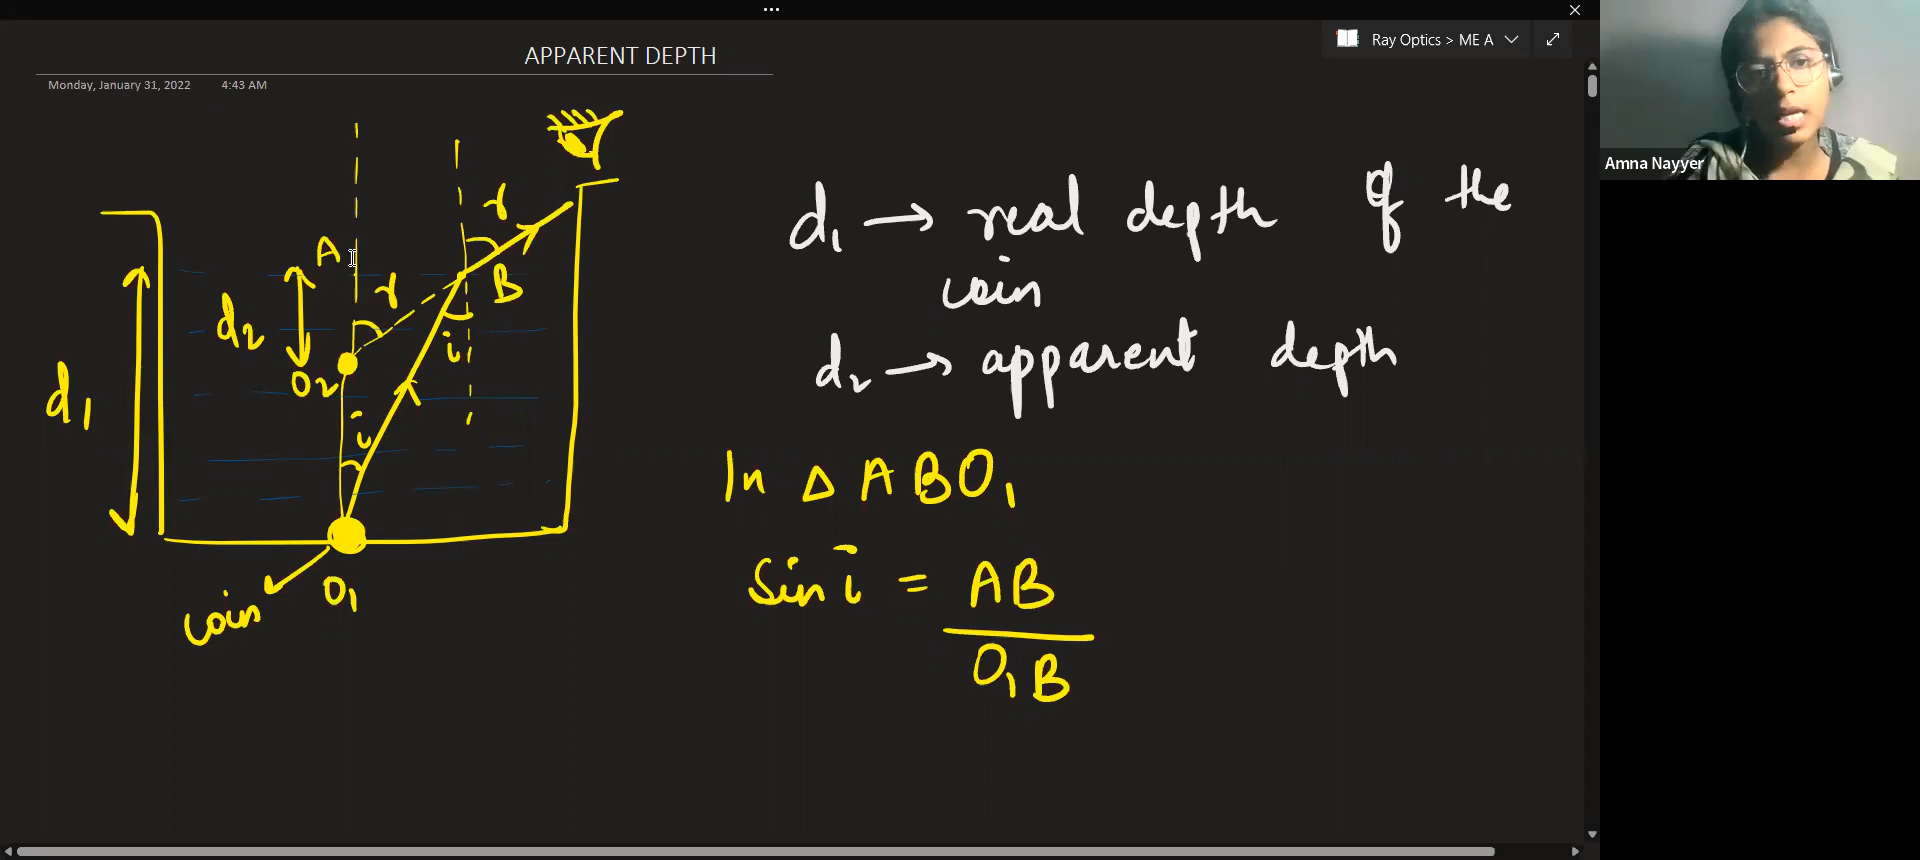 Ray Optics > ME A
APPARENT DEPTH
Monday, January 31, 2022 4:43 AM
Amna Nayyer
r
A
r
B
d2
i
O2
d1
i
O1
coin
d1 → real depth of the
coin
d2 → apparent depth
In Δ ABO1
Sin i = AB
O1B